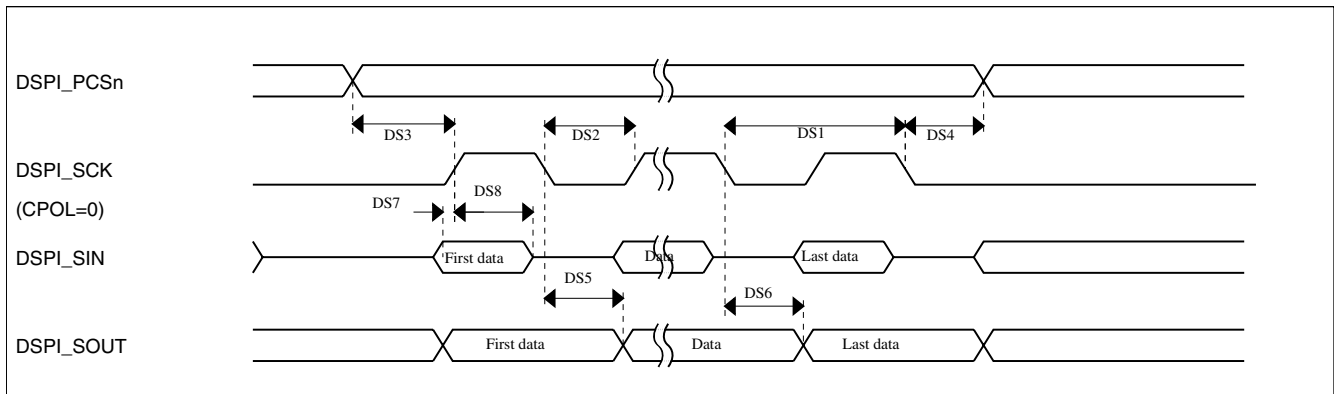 DSPI_PCSn
DS3
DS2
DS1
DS4
DSPI_SCK
(CPOL=0)
DS7
DS8
DSPI_SIN
First data
Data
Last data
DS5
DS6
DSPI_SOUT
First data
Data
Last data